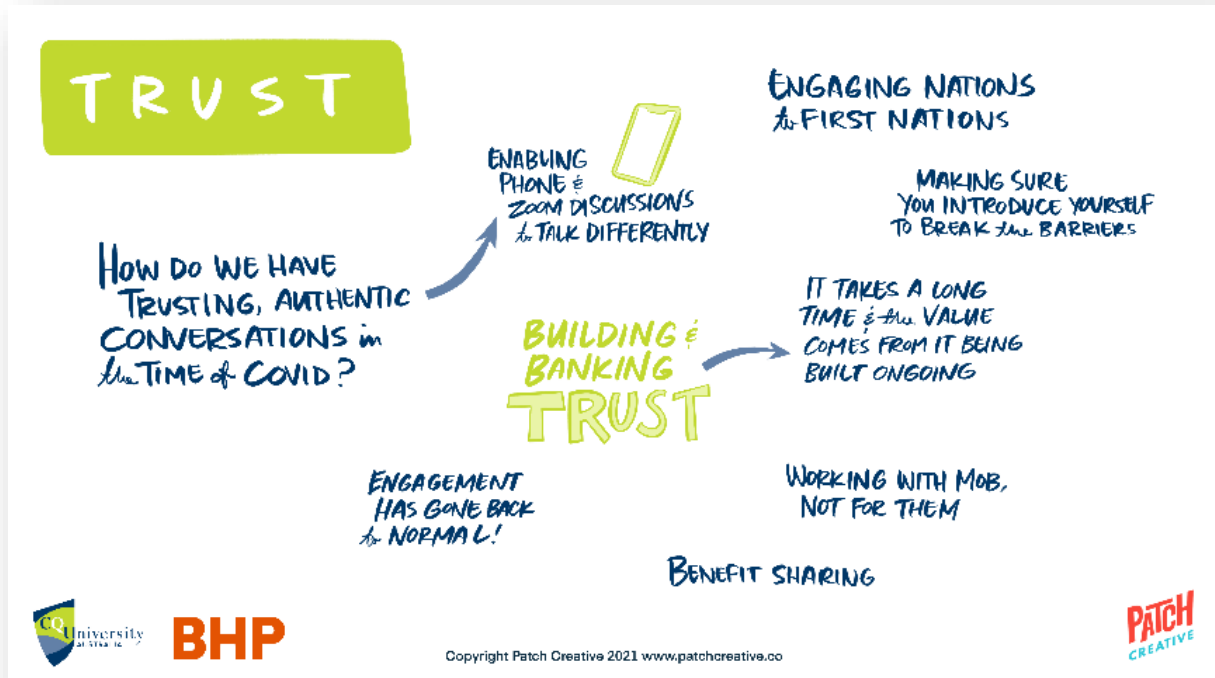 TRUST
ENGAGING NATIONS
to FIRST NATIONS
ENABLING
PHONE &
ZOOM DISCUSSIONS
to TALK DIFFERENTLY
MAKING SURE
YOU INTRODUCE YOURSELF
TO BREAK the BARRIERS
HOW DO WE HAVE
TRUSTING, AUTHENTIC
CONVERSATIONS in
the TIME of COVID?
IT TAKES A LONG
TIME & the VALUE
COMES FROM IT BEING
BUILT ONGOING
BUILDING &
BANKING
TRUST
ENGAGEMENT
HAS GONE BACK
to NORMAL!
WORKING WITH MOB,
NOT FOR THEM
BENEFIT SHARING
CQUniversity
AUSTRALIA
BHP
Copyright Patch Creative 2021 www.patchcreative.co
PATCH
CREATIVE